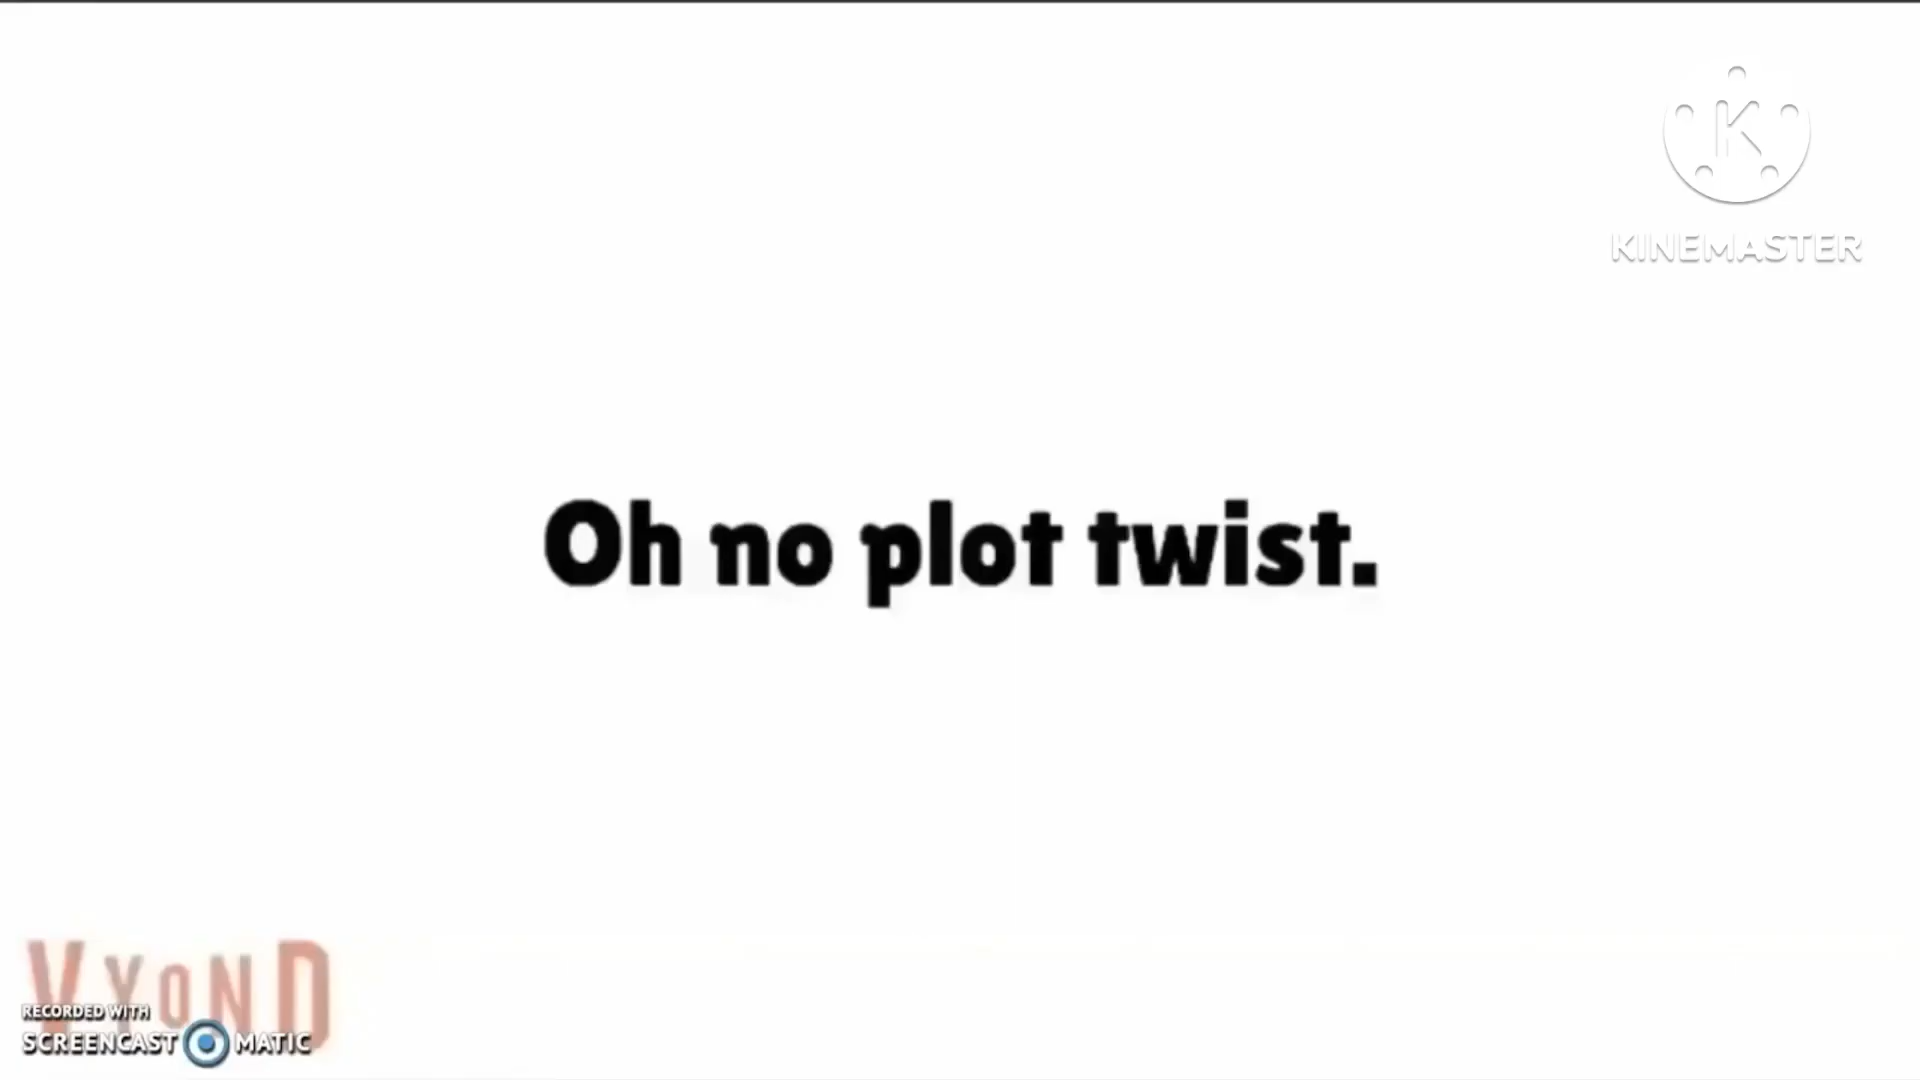 K
KINEMASTER
Oh no plot twist.
VYOND
RECORDED WITH
SCREENCAST MATIC